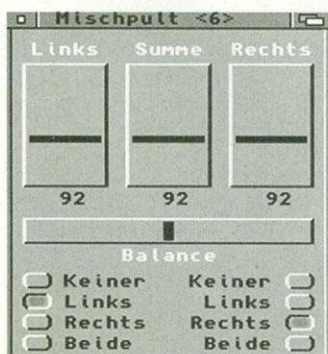 Mischpult <6>
Links Summe Rechts
92 92 92
Balance
Keiner Keiner
Links Links
Rechts Rechts
Beide Beide